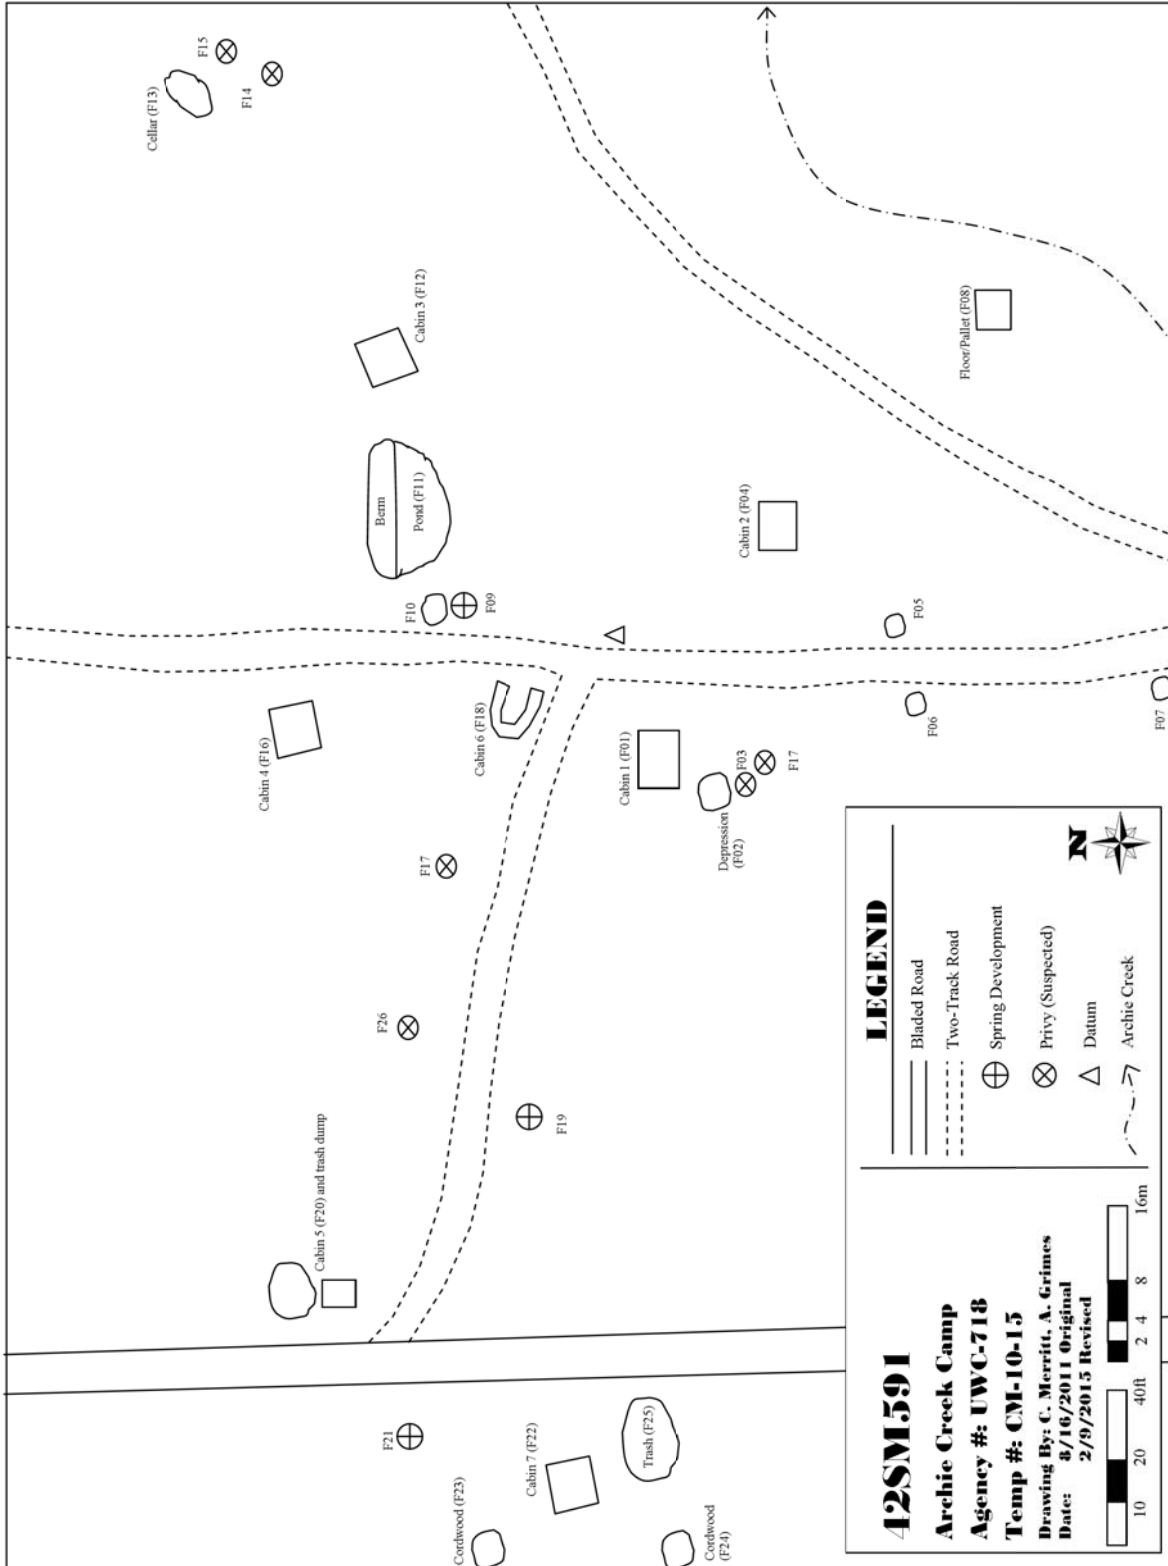 Cordwood (F23)
F21
Cabin 7 (F22)
Trash (F25)
Cordwood
(F24)
Cabin 5 (F20) and trash dump
F19
F26
F17
Cabin 4 (F16)
Cabin 6 (F18)
Cabin 1 (F01)
Depression
(F02)
F03
F17
F06
F07
F05
F10
F09
Berm
Pond (F11)
Cabin 2 (F04)
Cabin 3 (F12)
Floor/Pallet (F08)
Cellar (F13)
F14
F15
42SM591
Archie Creek Camp
Agency #: UWC-718
Temp #: CM-10-15
Drawing By: C. Merritt, A. Grimes
Date: 8/16/2011 Original
2/9/2015 Revised
10 20 40ft
2 4 8 16m
LEGEND
Bladed Road
Two-Track Road
Spring Development
Privy (Suspected)
Datum
Archie Creek
N